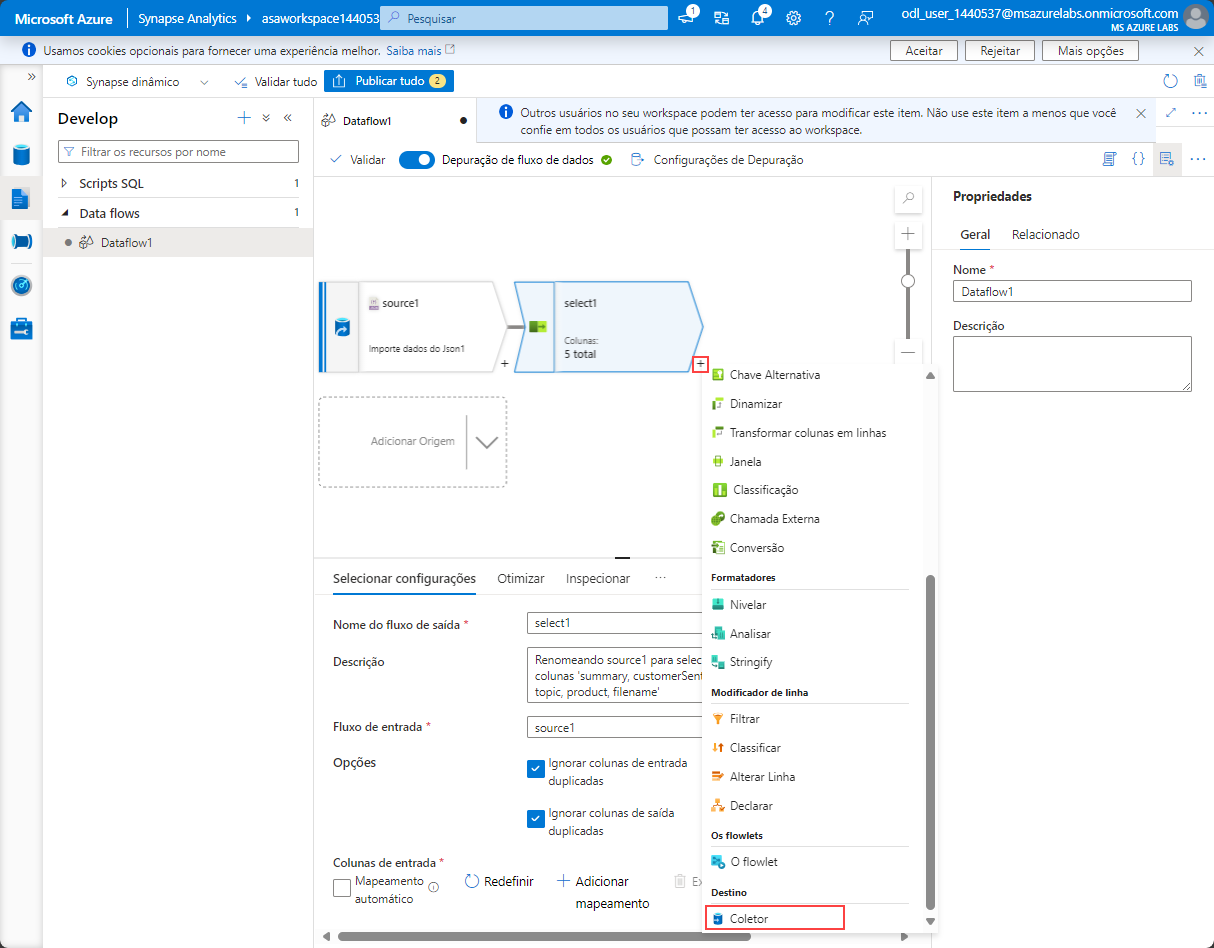 Microsoft Azure
Synapse Analytics
asaworkspace144053
Pesquisar
1
4
odl_user_1440537@msazurelabs.onmicrosoft.com
MS AZURE LABS
Usamos cookies opcionais para fornecer uma experiência melhor. Saiba mais
Aceitar
Rejeitar
Mais opções
Synapse dinâmico
Validar tudo
Publicar tudo
2
Develop
Filtrar os recursos por nome
Scripts SQL
1
Data flows
1
Dataflow1
Dataflow1
Outros usuários no seu workspace podem ter acesso para modificar este item. Não use este item a menos que você
confie em todos os usuários que possam ter acesso ao workspace.
Validar
Depuração de fluxo de dados
Configurações de Depuração
source1
Importe dados do Json1
select1
Colunas:
5 total
Adicionar Origem
Propriedades
Geral
Relacionado
Nome *
Dataflow1
Descrição
Chave Alternativa
Dinamizar
Transformar colunas em linhas
Janela
Classificação
Chamada Externa
Conversão
Formatadores
Nivelar
Analisar
Stringify
Modificador de linha
Filtrar
Classificar
Alterar Linha
Declarar
Os flowlets
O flowlet
Destino
Coletor
Selecionar configurações
Otimizar
Inspecionar
Nome do fluxo de saída *
select1
Descrição
Renomeando source1 para selec
colunas 'summary, customerSent
topic, product, filename'
Fluxo de entrada *
source1
Opções
Ignorar colunas de entrada
duplicadas
Ignorar colunas de saída
duplicadas
Colunas de entrada *
Mapeamento
automático
Redefinir
Adicionar
mapeamento
Ex